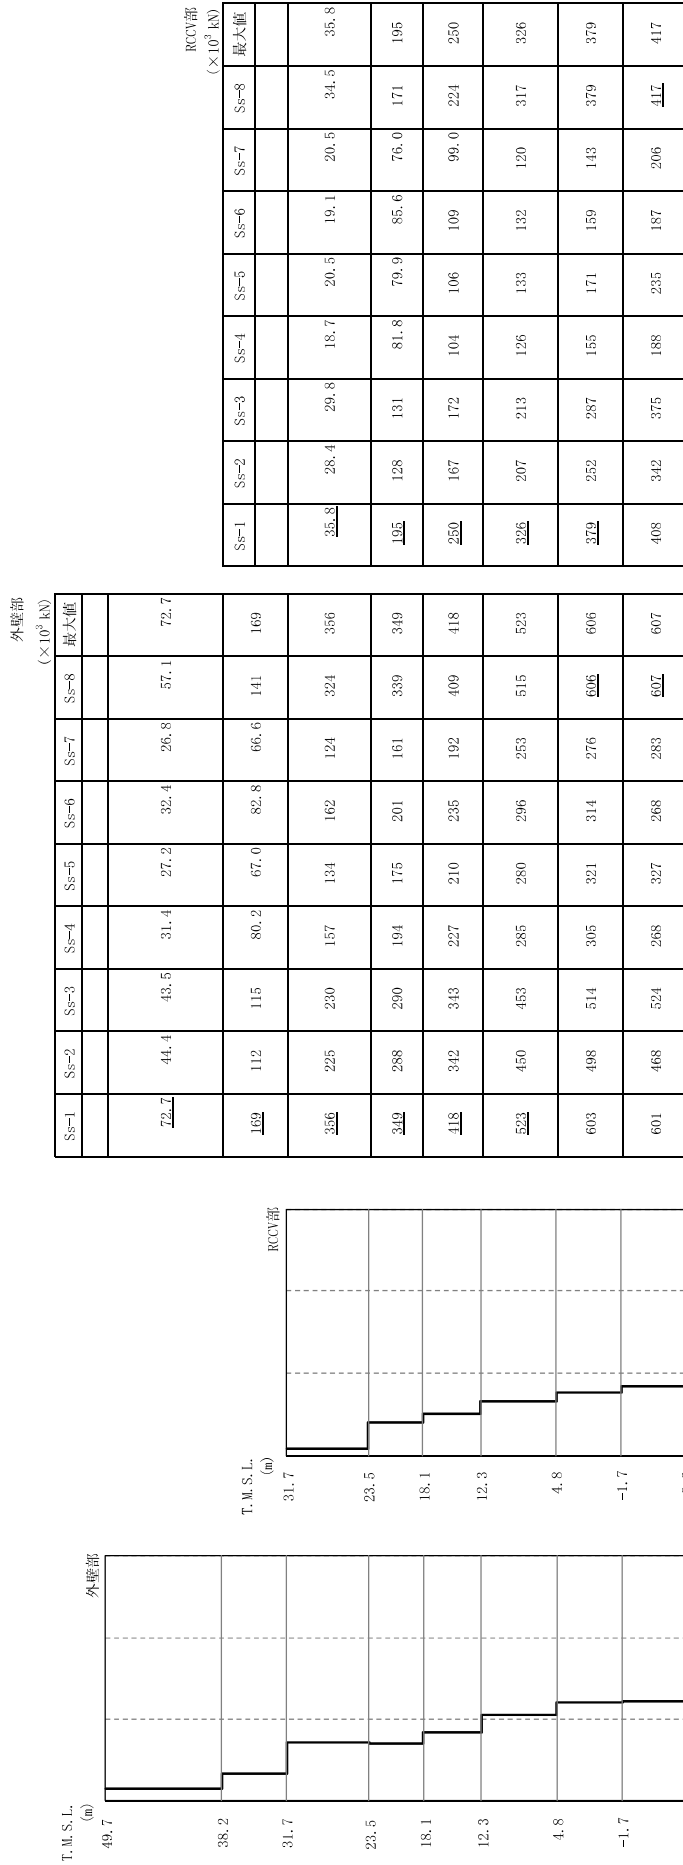 外壁部
T.M.S.L.
(m)
49.7
38.2
31.7
23.5
18.1
12.3
4.8
-1.7
RCCV部
T.M.S.L.
(m)
31.7
23.5
18.1
12.3
4.8
-1.7
外壁部
(×10³ kN)
Ss-1 Ss-2 Ss-3 Ss-4 Ss-5 Ss-6 Ss-7 Ss-8 最大値
72.7 44.4 43.5 31.4 27.2 32.4 26.8 57.1 72.7
169 112 115 80.2 67.0 82.8 66.6 141 169
356 225 230 157 134 162 124 324 356
349 288 290 194 175 201 161 339 349
418 342 343 227 210 235 192 409 418
523 450 453 285 280 296 253 515 523
603 498 514 305 321 314 276 606 606
601 468 524 268 327 268 283 607 607
RCCV部
(×10³ kN)
Ss-1 Ss-2 Ss-3 Ss-4 Ss-5 Ss-6 Ss-7 Ss-8 最大値
35.8 28.4 29.8 18.7 20.5 19.1 20.5 34.5 35.8
195 128 131 81.8 79.9 85.6 76.0 171 195
250 167 172 104 106 109 99.0 224 250
326 207 213 126 133 132 120 317 326
379 252 287 155 171 159 143 379 379
408 342 375 188 235 187 206 417 417